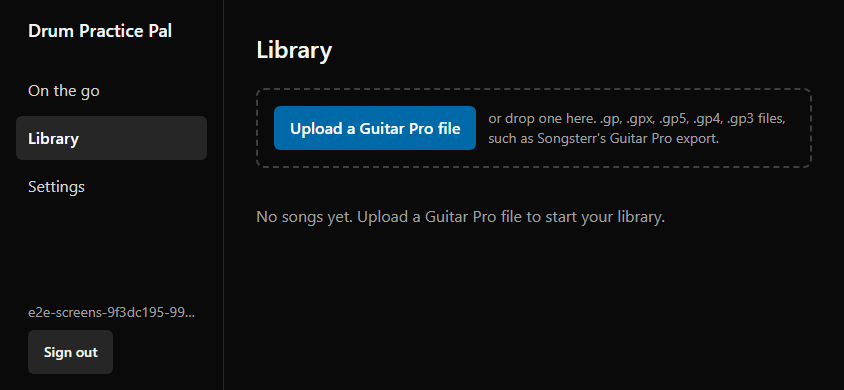 Drum Practice Pal
On the go
Library
Settings
e2e-screens-9f3dc195-99...
Sign out
Library
Upload a Guitar Pro file
or drop one here. .gp, .gpx, .gp5, .gp4, .gp3 files,
such as Songsterr's Guitar Pro export.
No songs yet. Upload a Guitar Pro file to start your library.